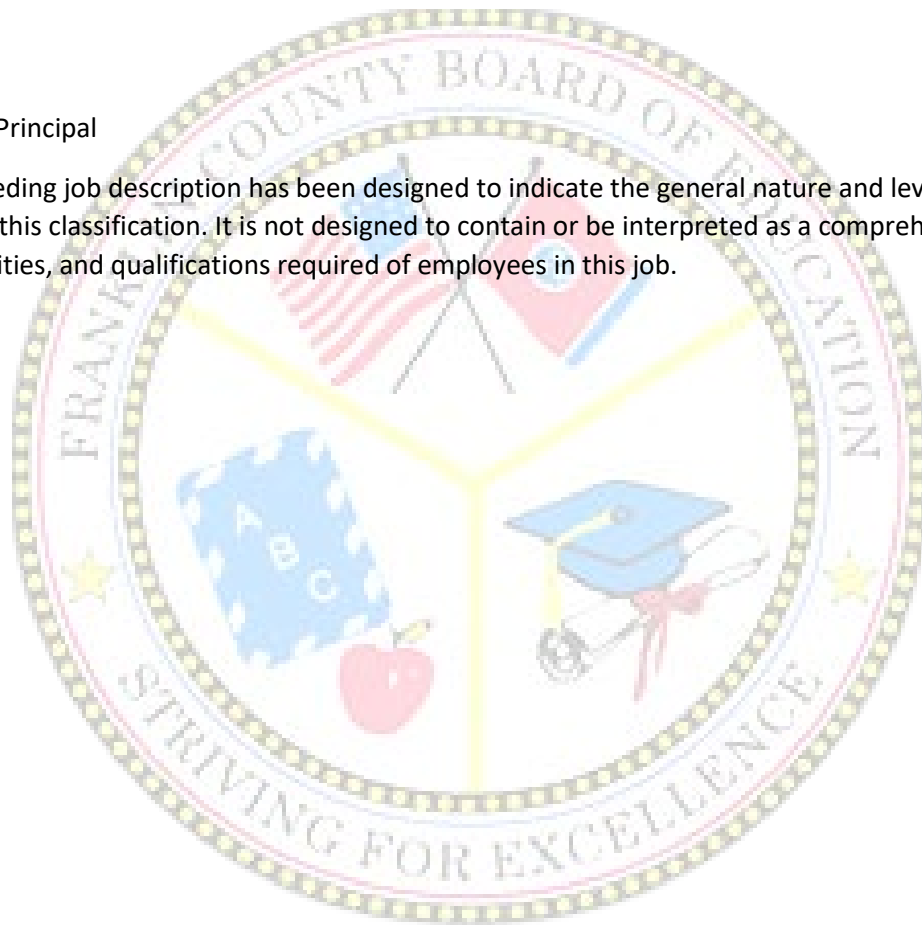 Principal
eding job description has been designed to indicate the general nature and lev
this classification. It is not designed to contain or be interpreted as a compreh
ities, and qualifications required of employees in this job.
COUNTY BOARD OF EDUCATION
A
B
C
STRIVING FOR EXCELLENCE